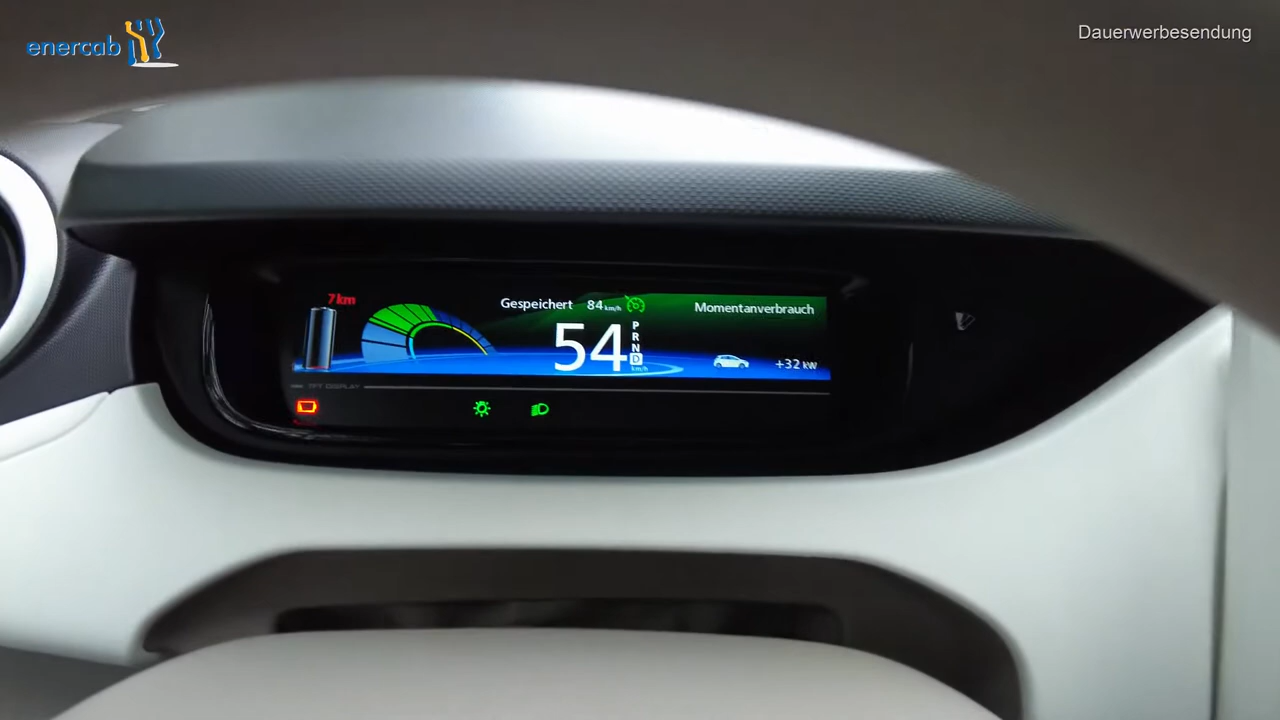 enercab
Dauerwerbesendung
7 km
Gespeichert 84 km/h
Momentanverbrauch
54
P
R
N
D
km/h
+32 kW
TFT DISPLAY